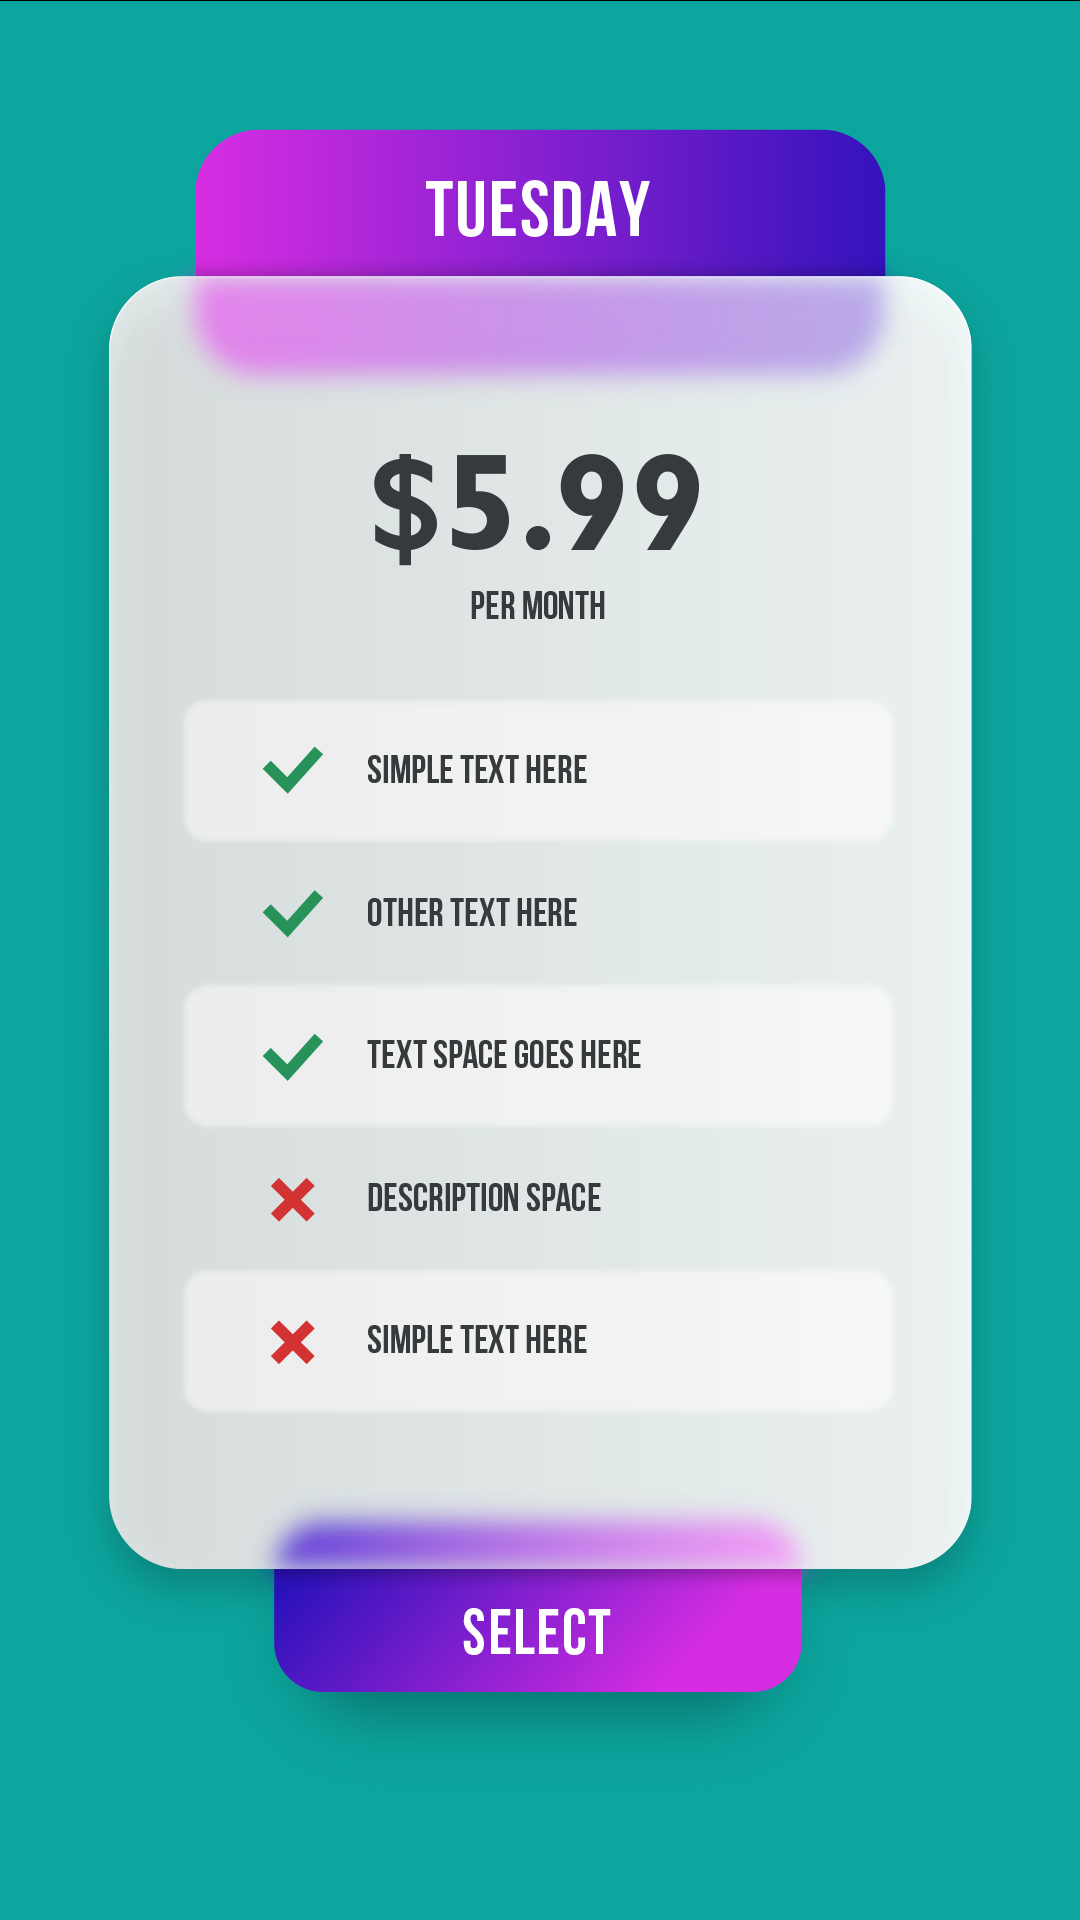 TUESDAY
$5.99
PER MONTH
SIMPLE TEXT HERE
OTHER TEXT HERE
TEXT SPACE GOES HERE
DESCRIPTION SPACE
SIMPLE TEXT HERE
SELECT